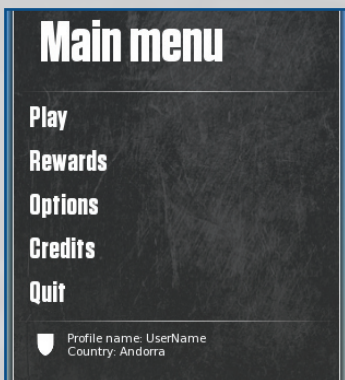 Main menu
Play
Rewards
Options
Credits
Quit
Profile name: UserName
Country: Andorra